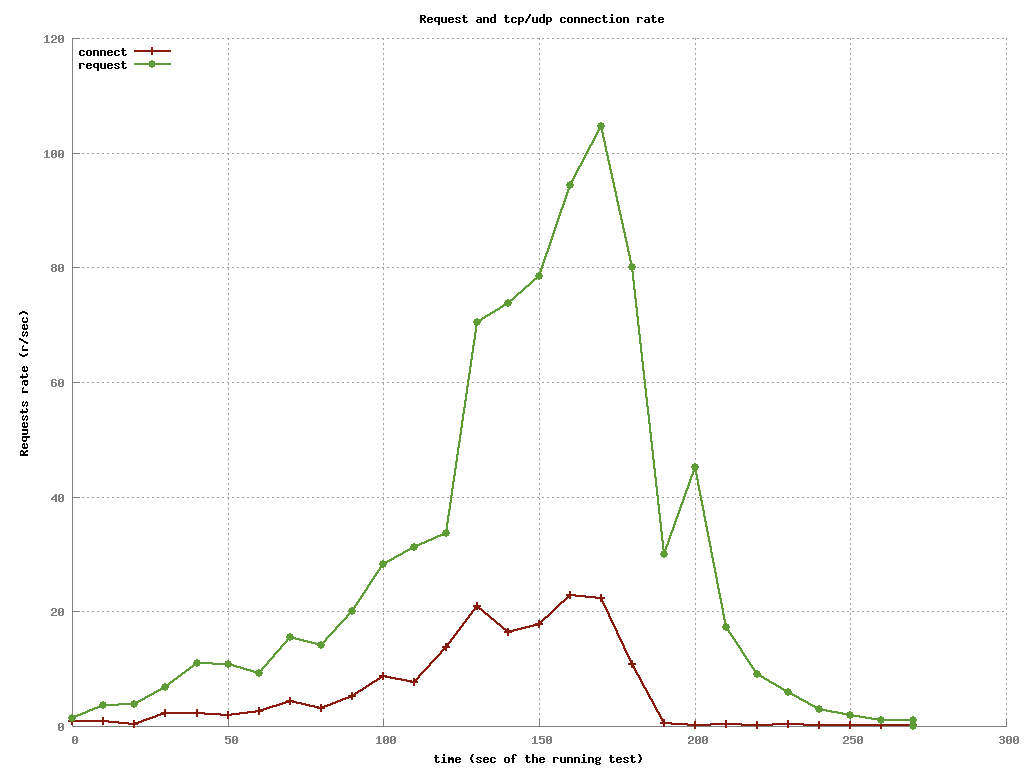 Request and tcp/udp connection rate
120
connect
request
100
80
60
40
20
0
Requests rate (r/sec)
0 50 100 150 200 250 300
time (sec of the running test)